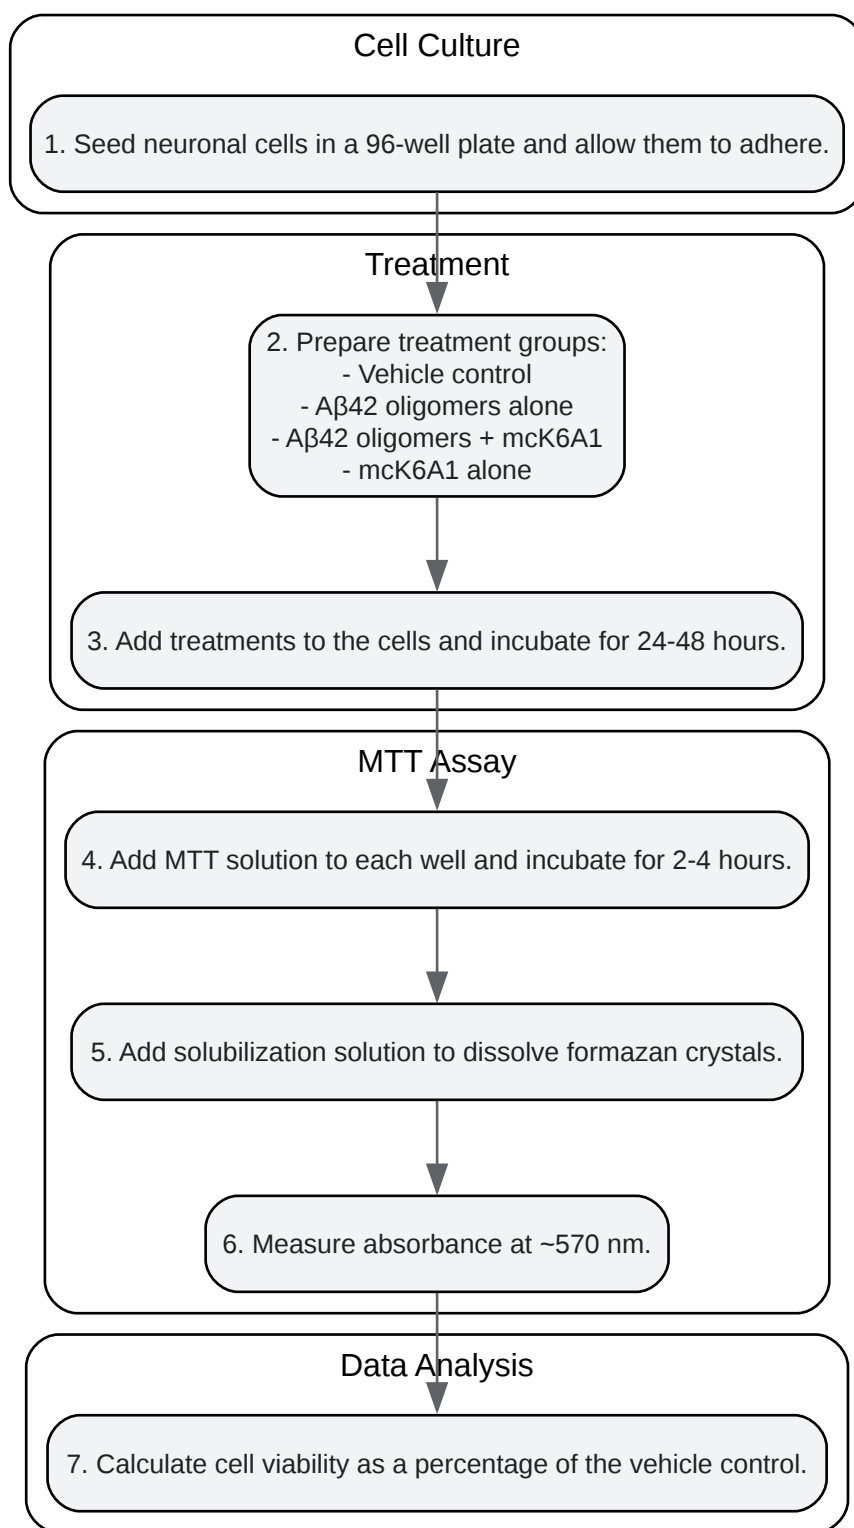 Cell Culture
1. Seed neuronal cells in a 96-well plate and allow them to adhere.
Treatment
2. Prepare treatment groups:
- Vehicle control
- Aβ42 oligomers alone
- Aβ42 oligomers + mcK6A1
- mcK6A1 alone
3. Add treatments to the cells and incubate for 24-48 hours.
MTT Assay
4. Add MTT solution to each well and incubate for 2-4 hours.
5. Add solubilization solution to dissolve formazan crystals.
6. Measure absorbance at ~570 nm.
Data Analysis
7. Calculate cell viability as a percentage of the vehicle control.